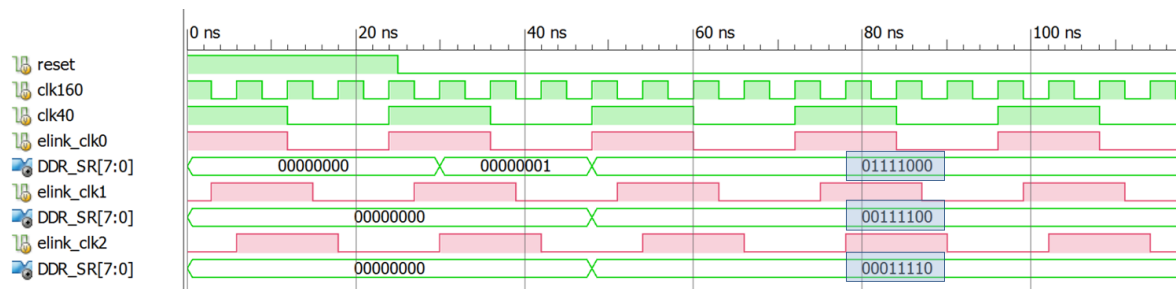 0 ns 20 ns 40 ns 60 ns 80 ns 100 ns
reset
clk160
clk40
elink_clk0
DDR_SR[7:0] 00000000 00000001 01111000
elink_clk1
DDR_SR[7:0] 00000000 00111100
elink_clk2
DDR_SR[7:0] 00000000 00011110